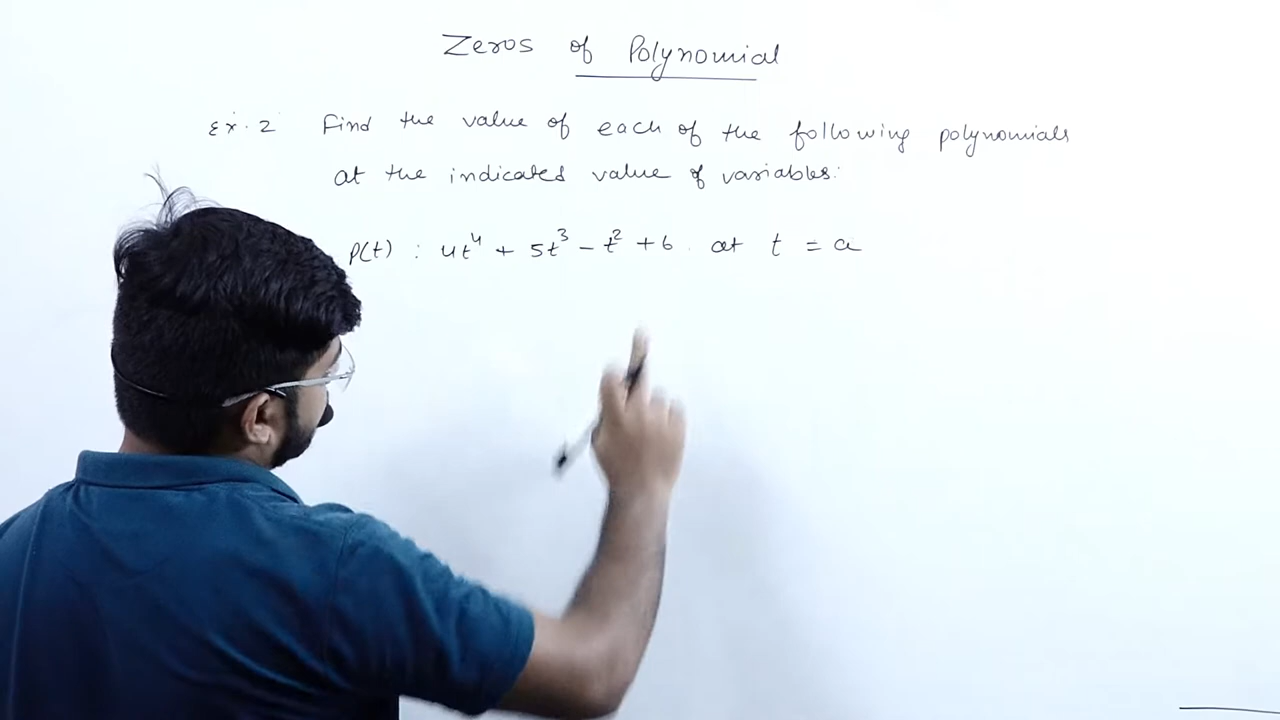 Zeros of Polynomial
Ex. 2 Find the value of each of the following polynomials
at the indicated value of variables:
p(t) : 4t⁴ + 5t³ - t² + 6 at t = a